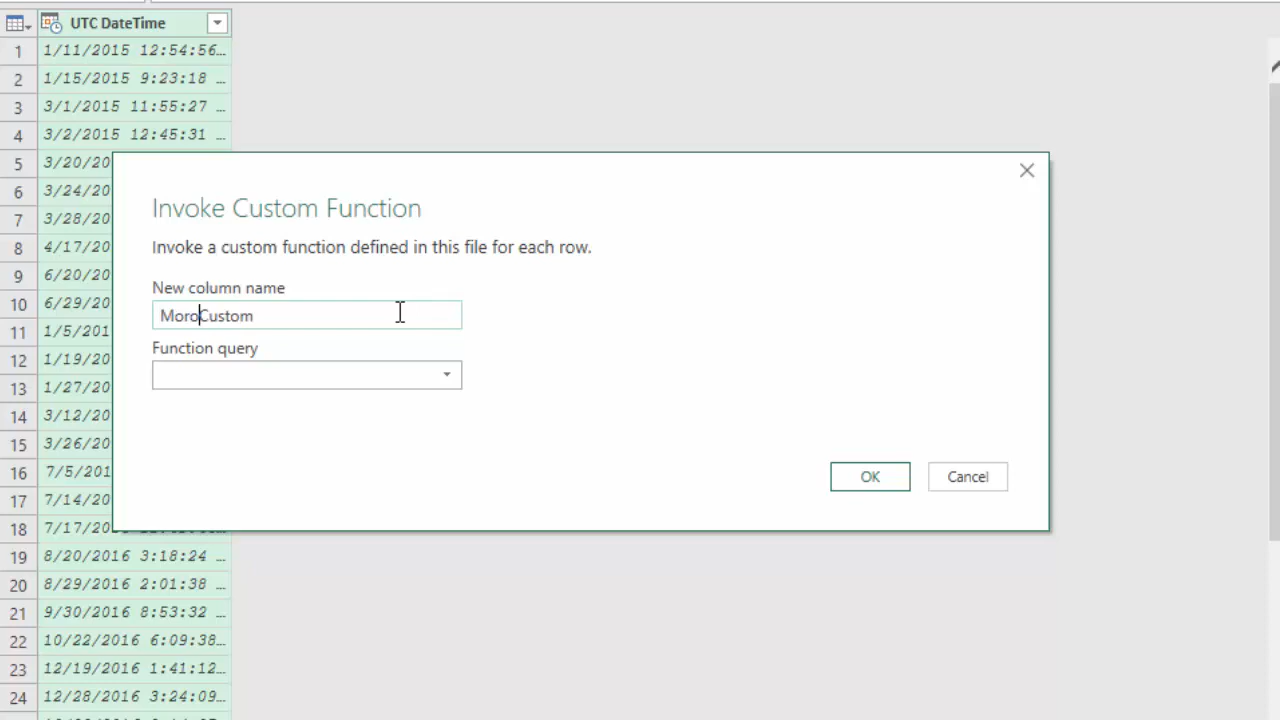 UTC DateTime
1 1/11/2015 12:54:56…
2 1/15/2015 9:23:18 …
3 3/1/2015 11:55:27 …
4 3/2/2015 12:45:31 …
5 3/20/20
6 3/24/20
7 3/28/20
8 4/17/20
9 6/20/20
10 6/29/20
11 1/5/201
12 1/19/20
13 1/27/20
14 3/12/20
15 3/26/20
16 7/5/201
17 7/14/20
18 7/17/20
19 8/20/2016 3:18:24 …
20 8/29/2016 2:01:38 …
21 9/30/2016 8:53:32 …
22 10/22/2016 6:09:38…
23 12/19/2016 1:41:12…
24 12/28/2016 3:24:09…
Invoke Custom Function
Invoke a custom function defined in this file for each row.
New column name
MoroCustom
Function query
OK
Cancel